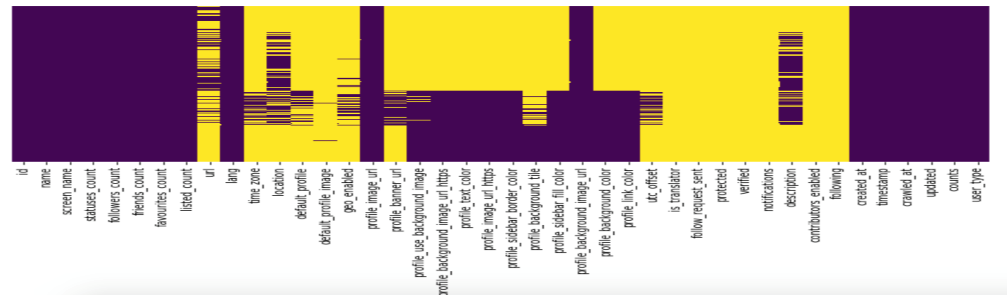 id
name
screen_name
statuses_count
followers_count
friends_count
favourites_count
listed_count
url
lang
time_zone
location
default_profile
default_profile_image
geo_enabled
profile_image_url
profile_banner_url
profile_use_background_image
profile_background_image_url_https
profile_text_color
profile_image_url_https
profile_sidebar_border_color
profile_background_tile
profile_sidebar_fill_color
profile_background_image_url
profile_background_color
profile_link_color
utc_offset
is_translator
follow_request_sent
protected
verified
notifications
description
contributors_enabled
following
created_at
timestamp
crawled_at
updated
counts
user_type